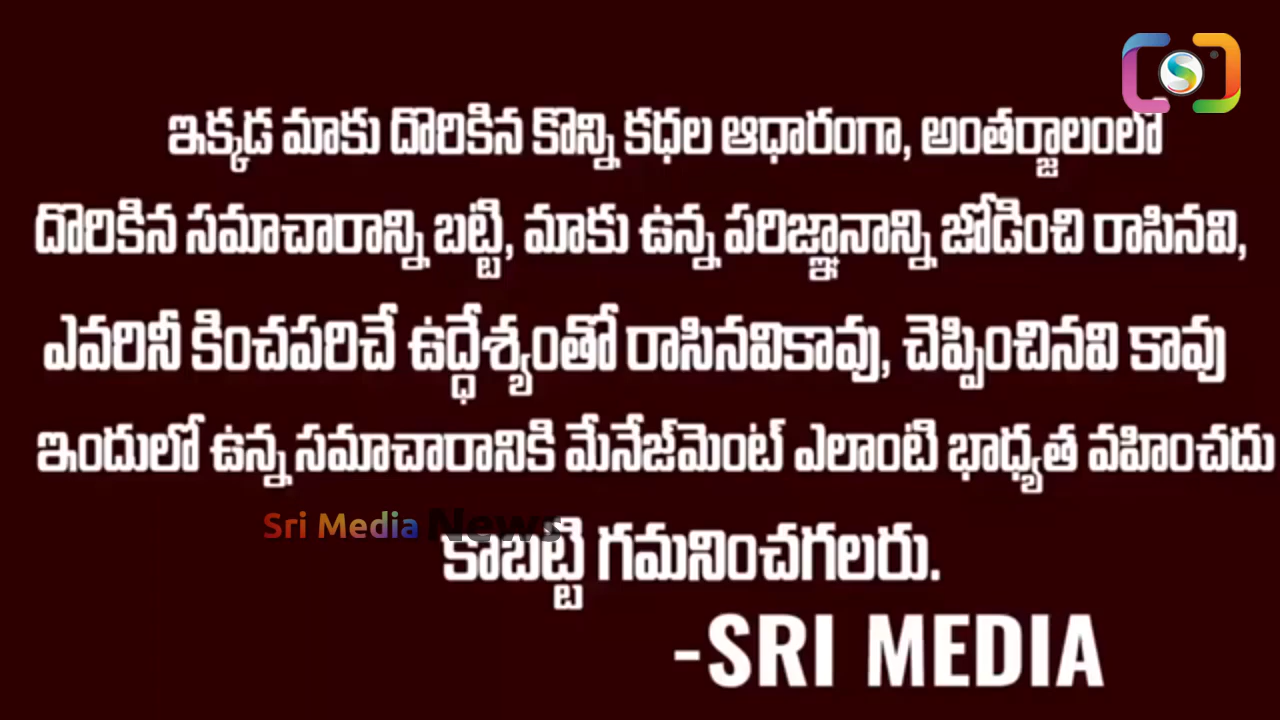 ఇక్కడ మాకు దొరికిన కొన్ని కధల ఆధారంగా, అంతర్జాలంలో
దొరికిన సమాచారాన్ని బట్టి, మాకు ఉన్న పరిజ్ఞానాన్ని జోడించి రాసినవి,
ఎవరినీ కించపరిచే ఉద్ధేశ్యంతో రాసినవికావు, చెప్పించినవి కావు
ఇందులో ఉన్న సమాచారానికి మేనేజ్‌మెంట్ ఎలాంటి భాధ్యత వహించదు
Sri Media News
కాబట్టి గమనించగలరు.
-SRI MEDIA